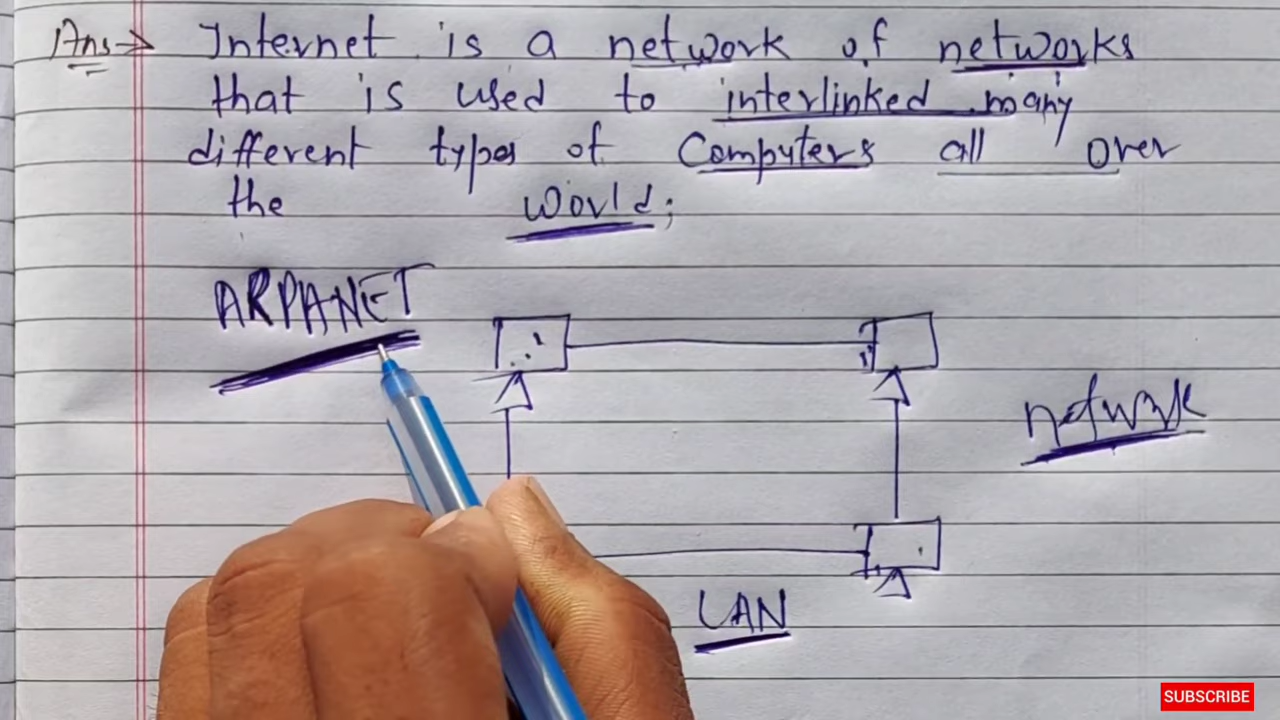 Ans→ Internet is a network of networks
that is used to interlinked many
different types of Computers all over
the world;
ARPANET
network
LAN
SUBSCRIBE